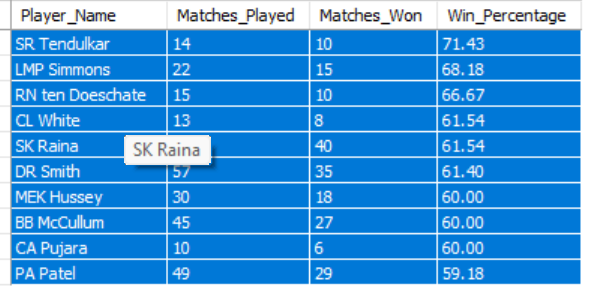 Player_Name Matches_Played Matches_Won Win_Percentage
SR Tendulkar 14 10 71.43
LMP Simmons 22 15 68.18
RN ten Doeschate 15 10 66.67
CL White 13 8 61.54
SK Raina SK Raina 40 61.54
DR Smith 57 35 61.40
MEK Hussey 30 18 60.00
BB McCullum 45 27 60.00
CA Pujara 10 6 60.00
PA Patel 49 29 59.18